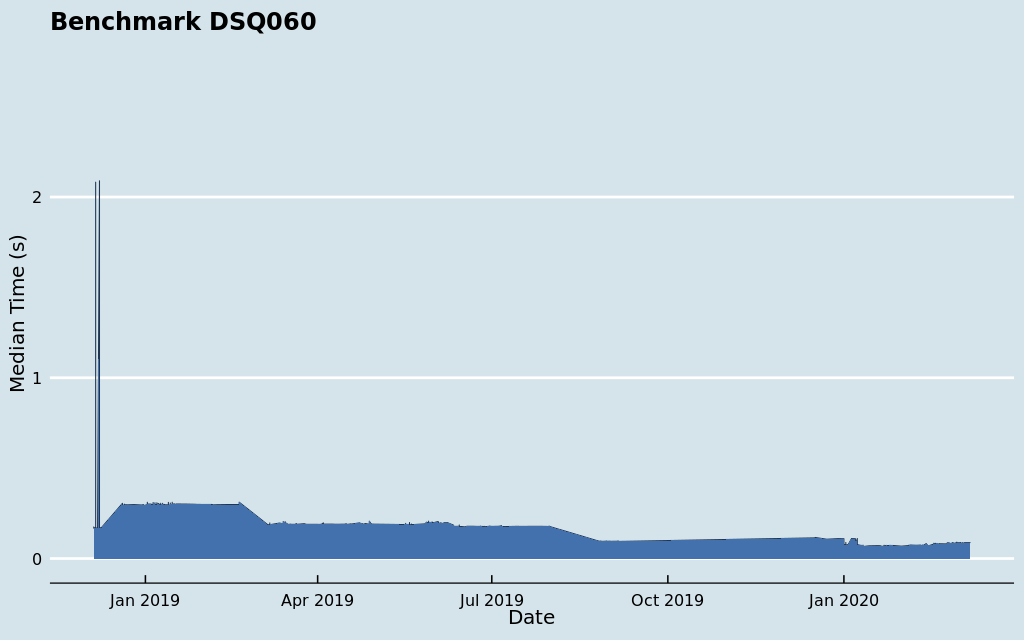 Benchmark DSQ060
Median Time (s)
2
1
0
Jan 2019
Apr 2019
Jul 2019
Oct 2019
Jan 2020
Date